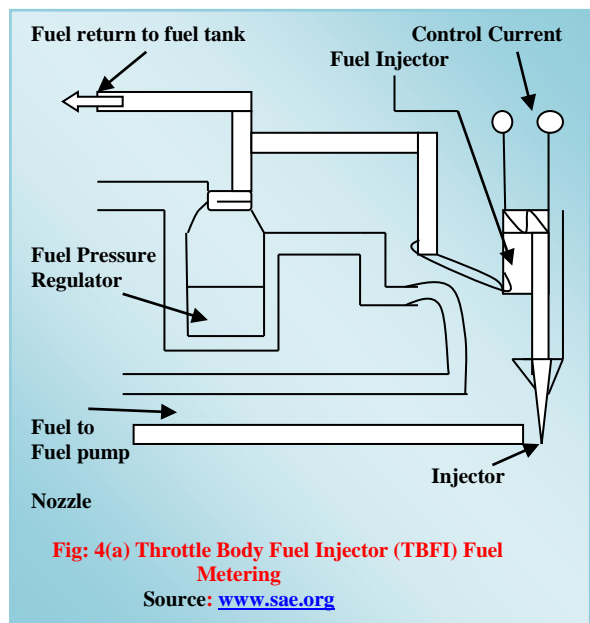 Fuel return to fuel tank
Control Current
Fuel Injector
Fuel Pressure
Regulator
Fuel to
Fuel pump
Injector
Nozzle
Fig: 4(a) Throttle Body Fuel Injector (TBFI) Fuel
Metering
Source: www.sae.org